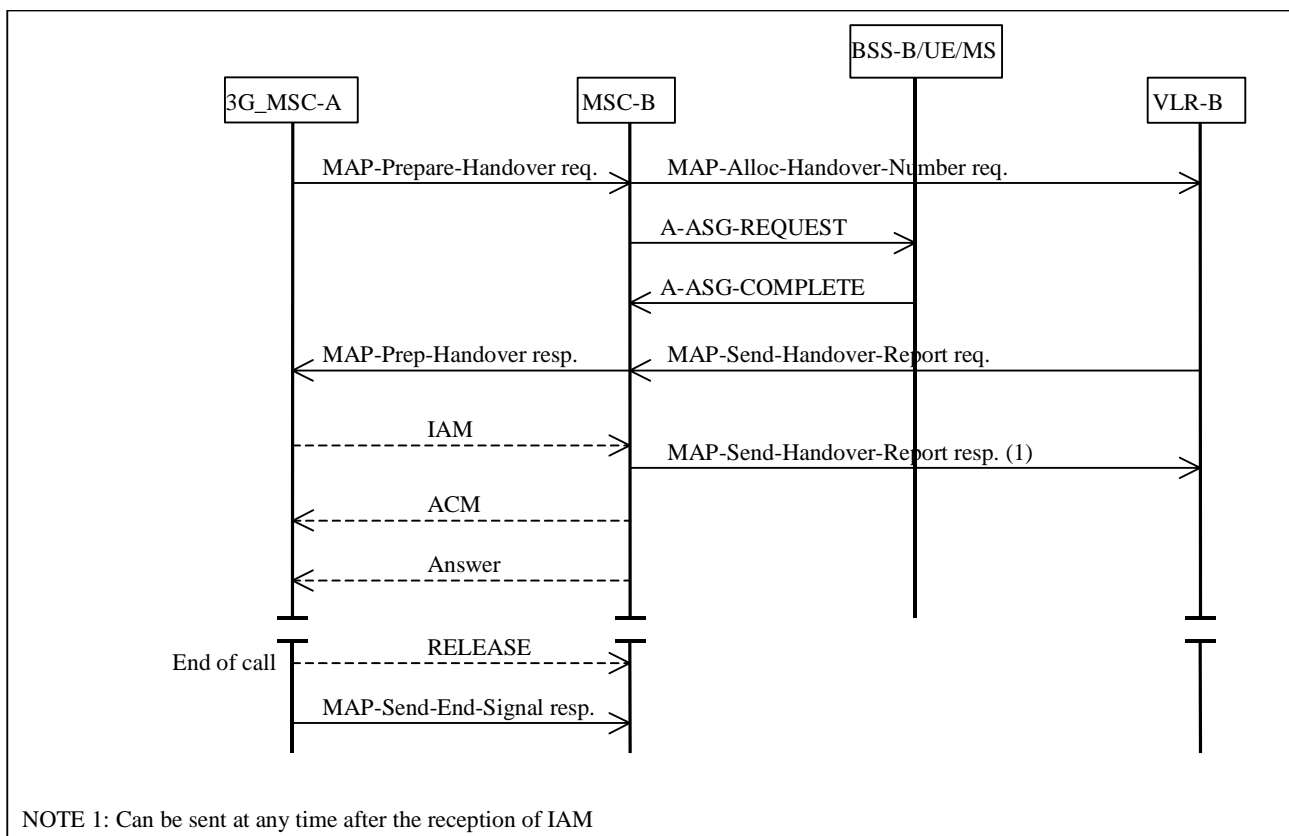 BSS-B/UE/MS
3G_MSC-A
MSC-B
VLR-B
MAP-Prepare-Handover req.
MAP-Alloc-Handover-Number req.
A-ASG-REQUEST
A-ASG-COMPLETE
MAP-Prep-Handover resp.
MAP-Send-Handover-Report req.
IAM
MAP-Send-Handover-Report resp. (1)
ACM
Answer
RELEASE
End of call
MAP-Send-End-Signal resp.
NOTE 1: Can be sent at any time after the reception of IAM